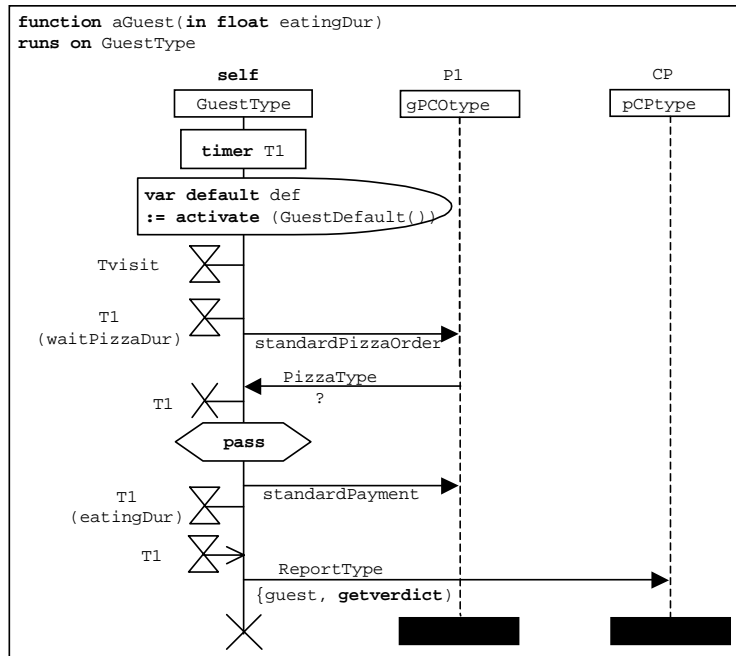 function aGuest(in float eatingDur)
runs on GuestType
self P1 CP
GuestType gPCOtype pCPtype
timer T1
var default def
:= activate (GuestDefault())
Tvisit
T1
(waitPizzaDur)
standardPizzaOrder
PizzaType
?
T1
pass
standardPayment
T1
(eatingDur)
T1
ReportType
{guest, getverdict)